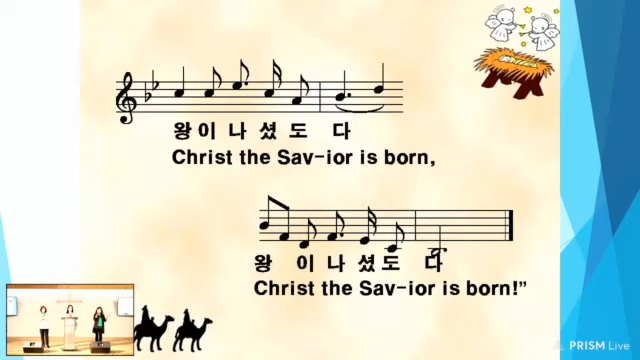 왕이 나 셨 도 다
Christ the Sav-ior is born,
왕 이 나 셨도 다
Christ the Sav-ior is born!”
PRISM Live